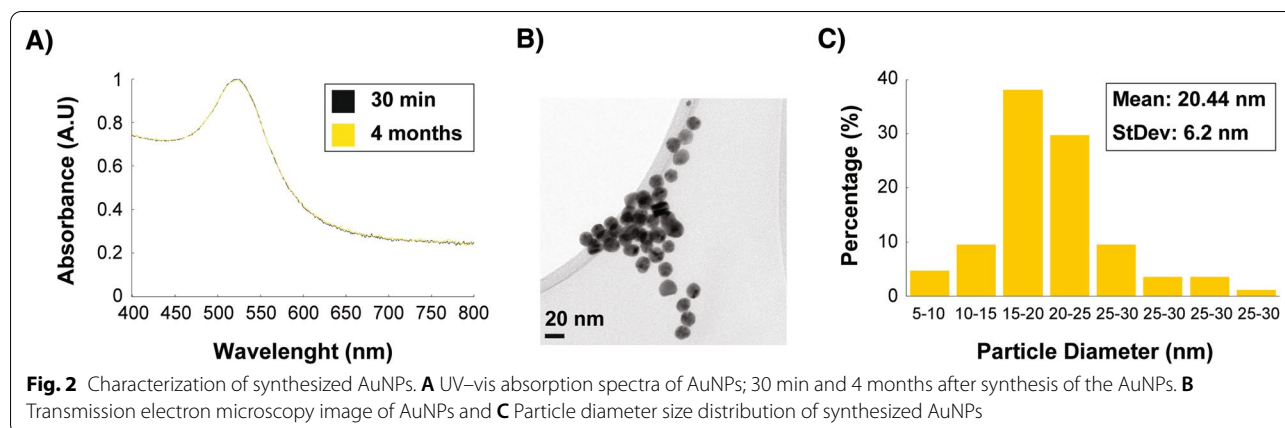 A)
1
0.8
0.6
0.4
0.2
0
Absorbance (A.U)
400 450 500 550 600 650 700 750 800
Wavelenght (nm)
30 min
4 months
B)
20 nm
C)
40
30
20
10
0
Percentage (%)
5-10 10-15 15-20 20-25 25-30 25-30 25-30 25-30
Particle Diameter (nm)
Mean: 20.44 nm
StDev: 6.2 nm
Fig. 2 Characterization of synthesized AuNPs. A UV–vis absorption spectra of AuNPs; 30 min and 4 months after synthesis of the AuNPs. B
Transmission electron microscopy image of AuNPs and C Particle diameter size distribution of synthesized AuNPs